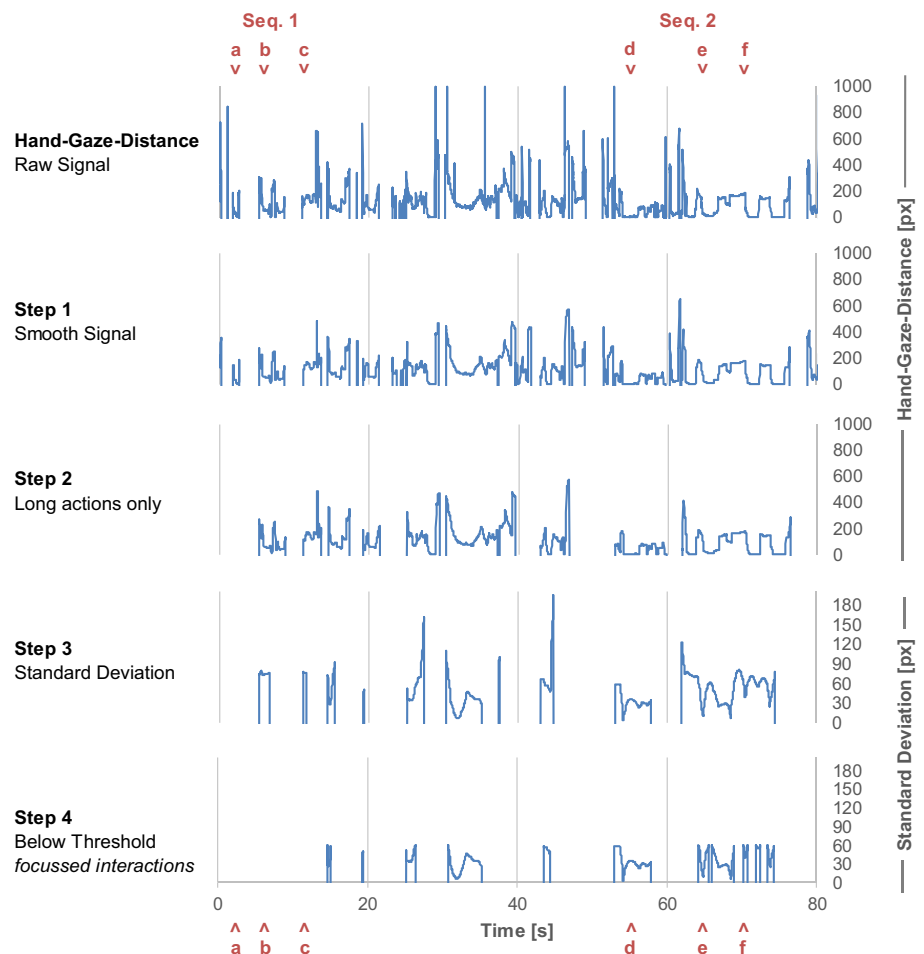 Seq. 1 Seq. 2
a b c d e f
Hand-Gaze-Distance
Raw Signal
1000
800
600
400
200
0
Step 1
Smooth Signal
1000
800
600
400
200
0
Step 2
Long actions only
1000
800
600
400
200
0
Hand-Gaze-Distance [px]
Step 3
Standard Deviation
180
150
120
90
60
30
0
Step 4
Below Threshold
focussed interactions
180
150
120
90
60
30
0
Standard Deviation [px]
0 20 40 60 80
Time [s]
a b c d e f